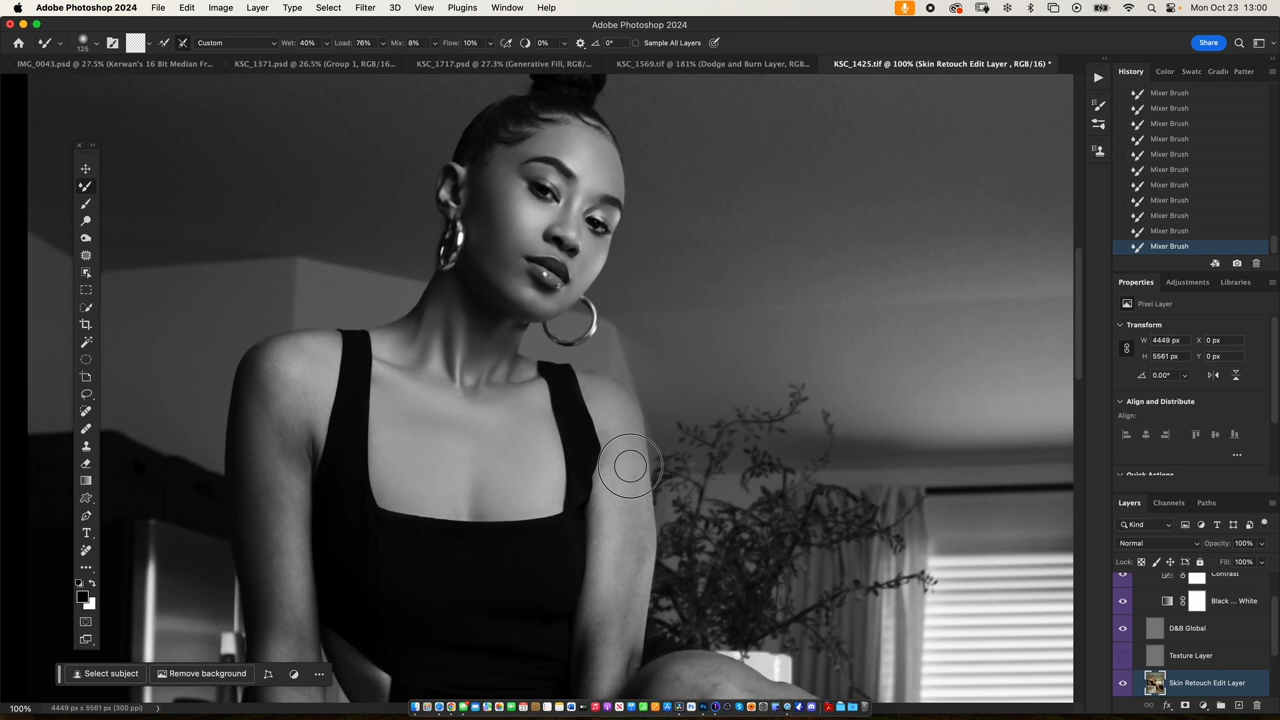 Photoshop File Edit Image Layer Type Select Filter 3D View Plugins Window Help Mon Oct 23 13:00
Adobe Photoshop 2024
125 Custom Wet: 40% Load: 76% Mix: 8% Flow: 10% 0% 0° Sample All Layers Share
IMG_0043.psd @ 27.5% (Kerwan's 16 Bit Median Fr... KSC_1371.psd @ 26.5% (Group 1, RGB/16... KSC_1717.psd @ 27.3% (Generative Fill, RGB/... KSC_1569.tif @ 181% (Dodge and Burn Layer, RGB... KSC_1425.tif @ 100% (Skin Retouch Edit Layer , RGB/16) *
History Color Swatc Gradi Patter
Mixer Brush
Mixer Brush
Mixer Brush
Mixer Brush
Mixer Brush
Mixer Brush
Mixer Brush
Mixer Brush
Mixer Brush
Mixer Brush
Mixer Brush
Properties Adjustments Libraries
Pixel Layer
Transform
W 4449 px X 0 px
H 5561 px Y 0 px
0.00°
Align and Distribute
Align:
Quick Actions
Layers Channels Paths
Kind
Normal Opacity: 100%
Lock: Fill: 100%
Contrast
Black ... White
D&B Global
Texture Layer
Skin Retouch Edit Layer
Select subject Remove background
100% 4449 px x 5561 px (300 ppi)